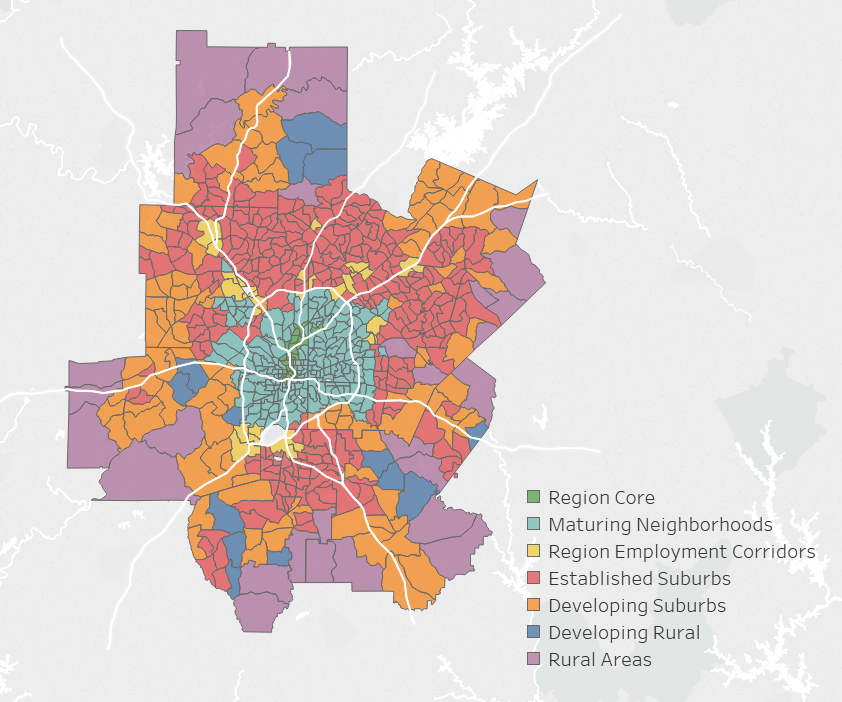 Region Core
Maturing Neighborhoods
Region Employment Corridors
Established Suburbs
Developing Suburbs
Developing Rural
Rural Areas